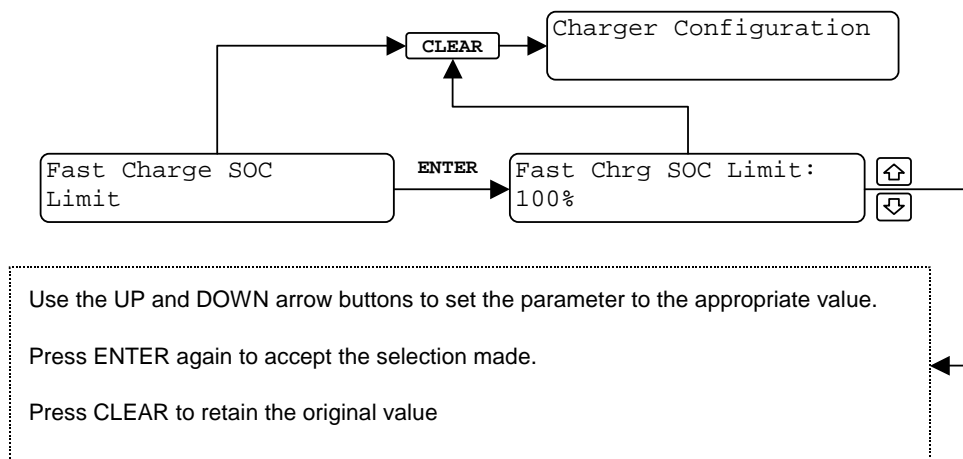 Charger Configuration
CLEAR
Fast Charge SOC
Limit
ENTER
Fast Chrg SOC Limit:
100%
Use the UP and DOWN arrow buttons to set the parameter to the appropriate value.
Press ENTER again to accept the selection made.
Press CLEAR to retain the original value